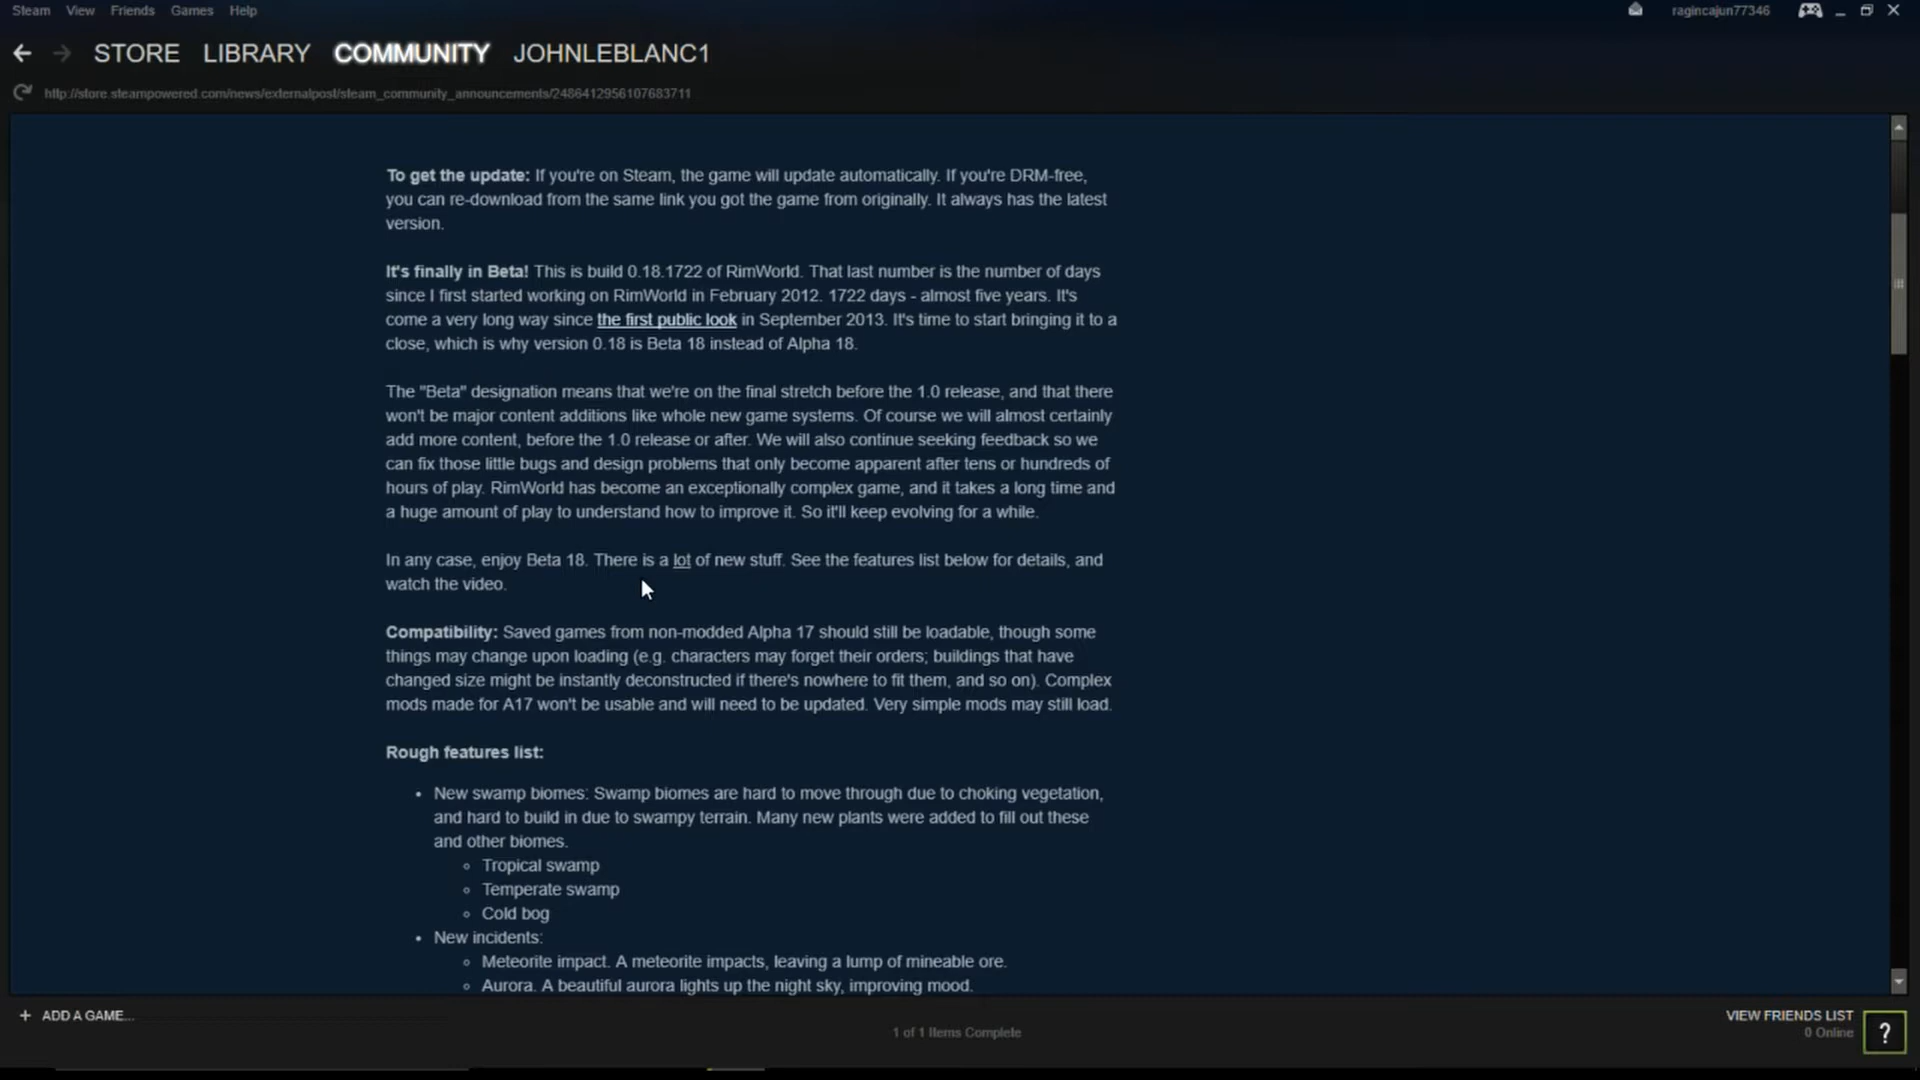 Steam View Friends Games Help ragincajun77346
STORE LIBRARY COMMUNITY JOHNLEBLANC1
http://store.steampowered.com/news/externalpost/steam_community_announcements/2486412956107683711
To get the update: If you're on Steam, the game will update automatically. If you're DRM-free,
you can re-download from the same link you got the game from originally. It always has the latest
version.
It's finally in Beta! This is build 0.18.1722 of RimWorld. That last number is the number of days
since I first started working on RimWorld in February 2012. 1722 days - almost five years. It's
come a very long way since the first public look in September 2013. It's time to start bringing it to a
close, which is why version 0.18 is Beta 18 instead of Alpha 18.
The "Beta" designation means that we're on the final stretch before the 1.0 release, and that there
won't be major content additions like whole new game systems. Of course we will almost certainly
add more content, before the 1.0 release or after. We will also continue seeking feedback so we
can fix those little bugs and design problems that only become apparent after tens or hundreds of
hours of play. RimWorld has become an exceptionally complex game, and it takes a long time and
a huge amount of play to understand how to improve it. So it'll keep evolving for a while.
In any case, enjoy Beta 18. There is a lot of new stuff. See the features list below for details, and
watch the video.
Compatibility: Saved games from non-modded Alpha 17 should still be loadable, though some
things may change upon loading (e.g. characters may forget their orders; buildings that have
changed size might be instantly deconstructed if there's nowhere to fit them, and so on). Complex
mods made for A17 won't be usable and will need to be updated. Very simple mods may still load.
Rough features list:
• New swamp biomes: Swamp biomes are hard to move through due to choking vegetation,
and hard to build in due to swampy terrain. Many new plants were added to fill out these
and other biomes.
◦ Tropical swamp
◦ Temperate swamp
◦ Cold bog
• New incidents:
◦ Meteorite impact. A meteorite impacts, leaving a lump of mineable ore.
◦ Aurora. A beautiful aurora lights up the night sky, improving mood.
+ ADD A GAME...
1 of 1 Items Complete
VIEW FRIENDS LIST
0 Online
?